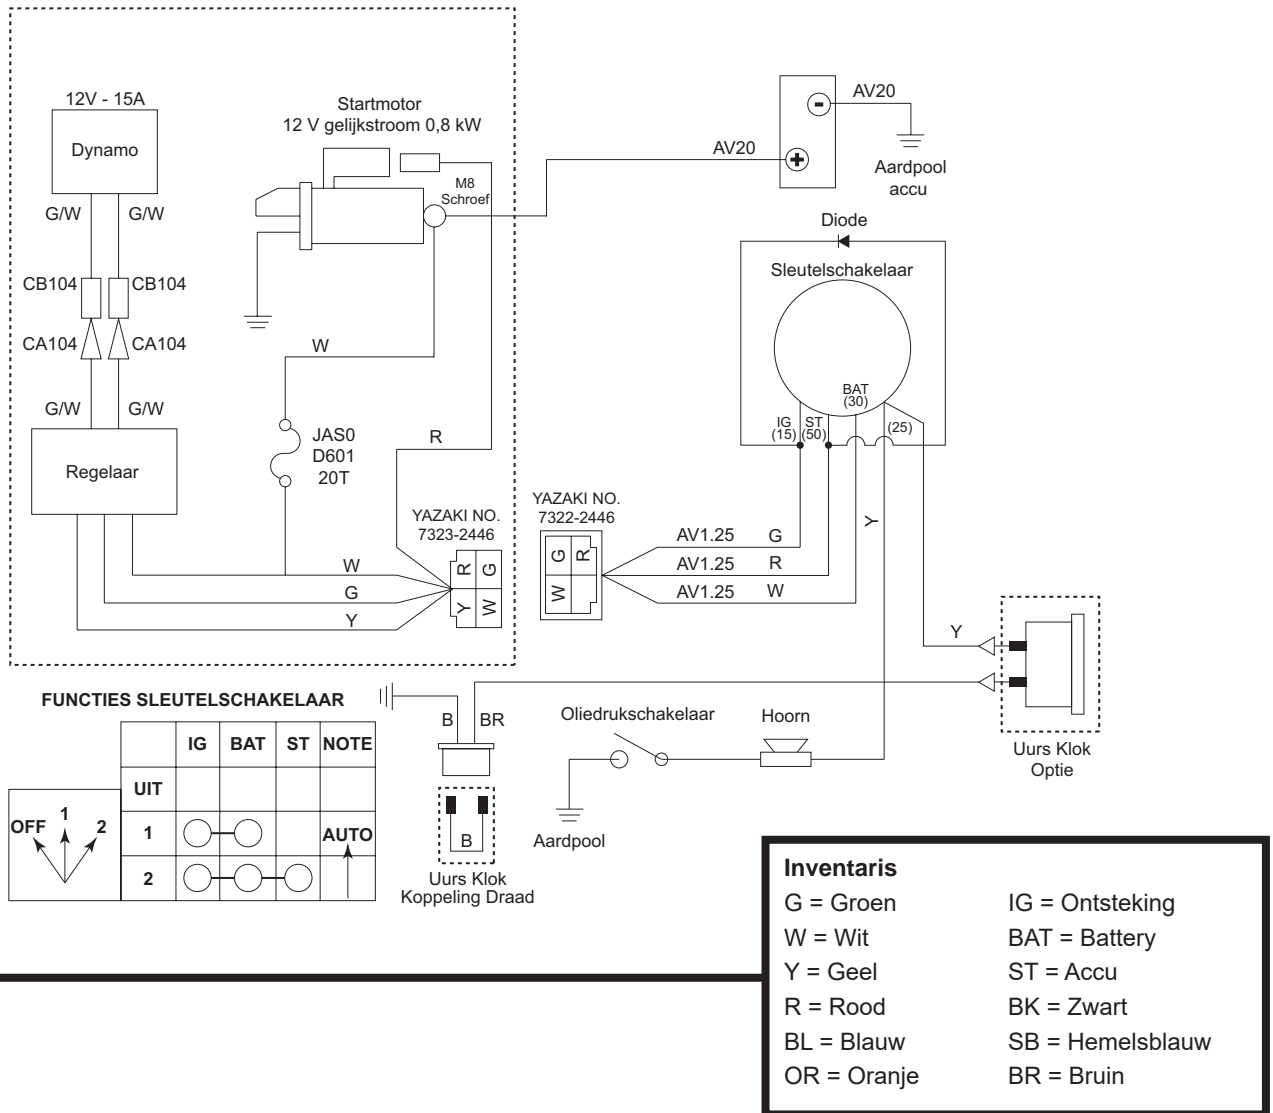 12V - 15A
Dynamo
G/W
G/W
CB104
CB104
CA104
CA104
G/W
G/W
Regelaar
Startmotor
12 V gelijkstroom 0,8 kW
M8
Schroef
W
JAS0
D601
20T
R
YAZAKI NO.
7323-2446
R
G
Y
W
W
G
Y
AV20
AV20
-
+
Aardpool
accu
Diode
Sleutelschakelaar
BAT
(30)
IG
(15)
ST
(50)
(25)
YAZAKI NO.
7322-2446
G
R
W
AV1.25 G
AV1.25 R
AV1.25 W
Y
Y
Uurs Klok
Optie
B
BR
Oliedrukschakelaar
Hoorn
Aardpool
B
Uurs Klok
Koppeling Draad
FUNCTIES SLEUTELSCHAKELAAR
IG BAT ST NOTE
UIT
1 AUTO
2
OFF 1 2
Inventaris
G = Groen
W = Wit
Y = Geel
R = Rood
BL = Blauw
OR = Oranje
IG = Ontsteking
BAT = Battery
ST = Accu
BK = Zwart
SB = Hemelsblauw
BR = Bruin